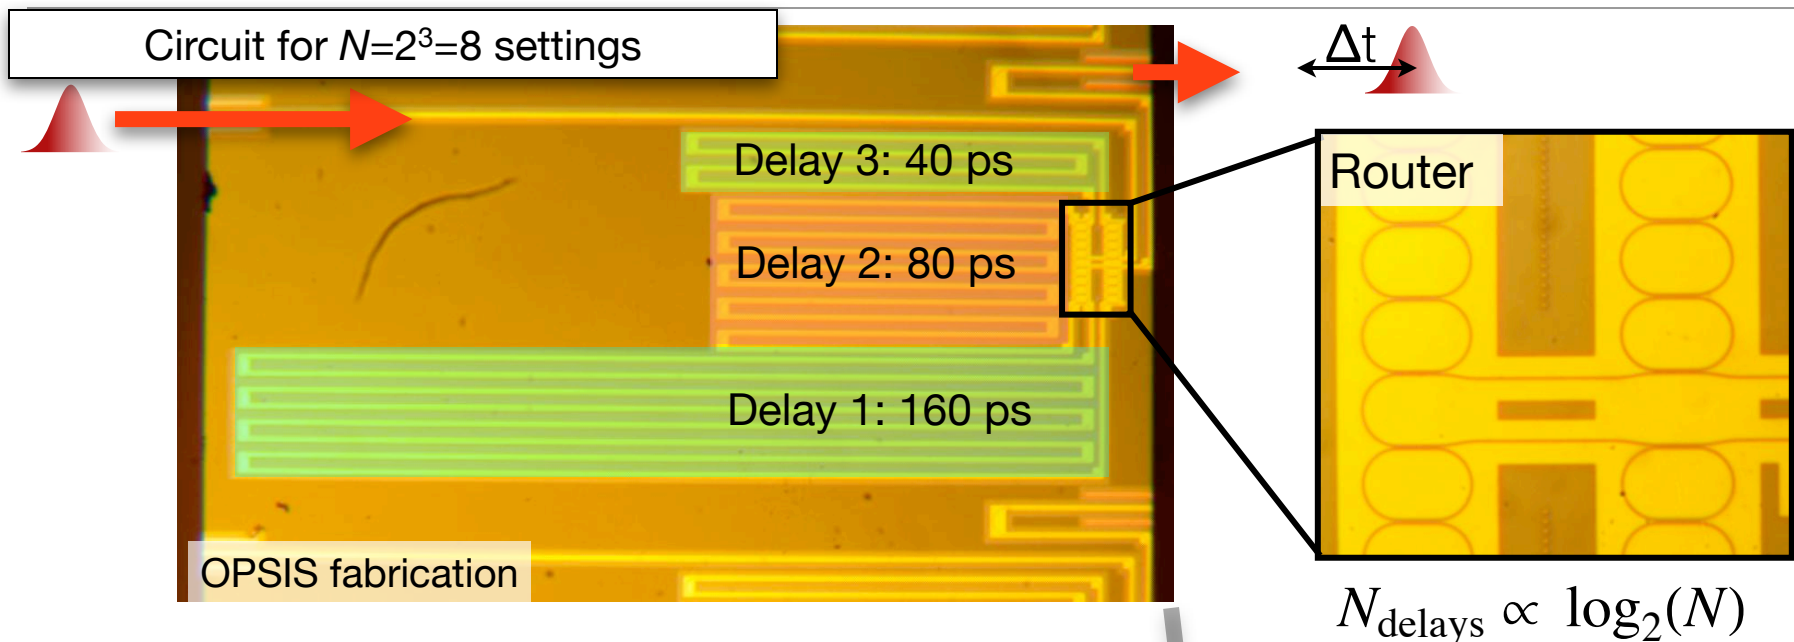 Circuit for N=2³=8 settings
Δt
Delay 3: 40 ps
Router
Delay 2: 80 ps
Delay 1: 160 ps
OPSIS fabrication
N_delays ∝ log₂(N)